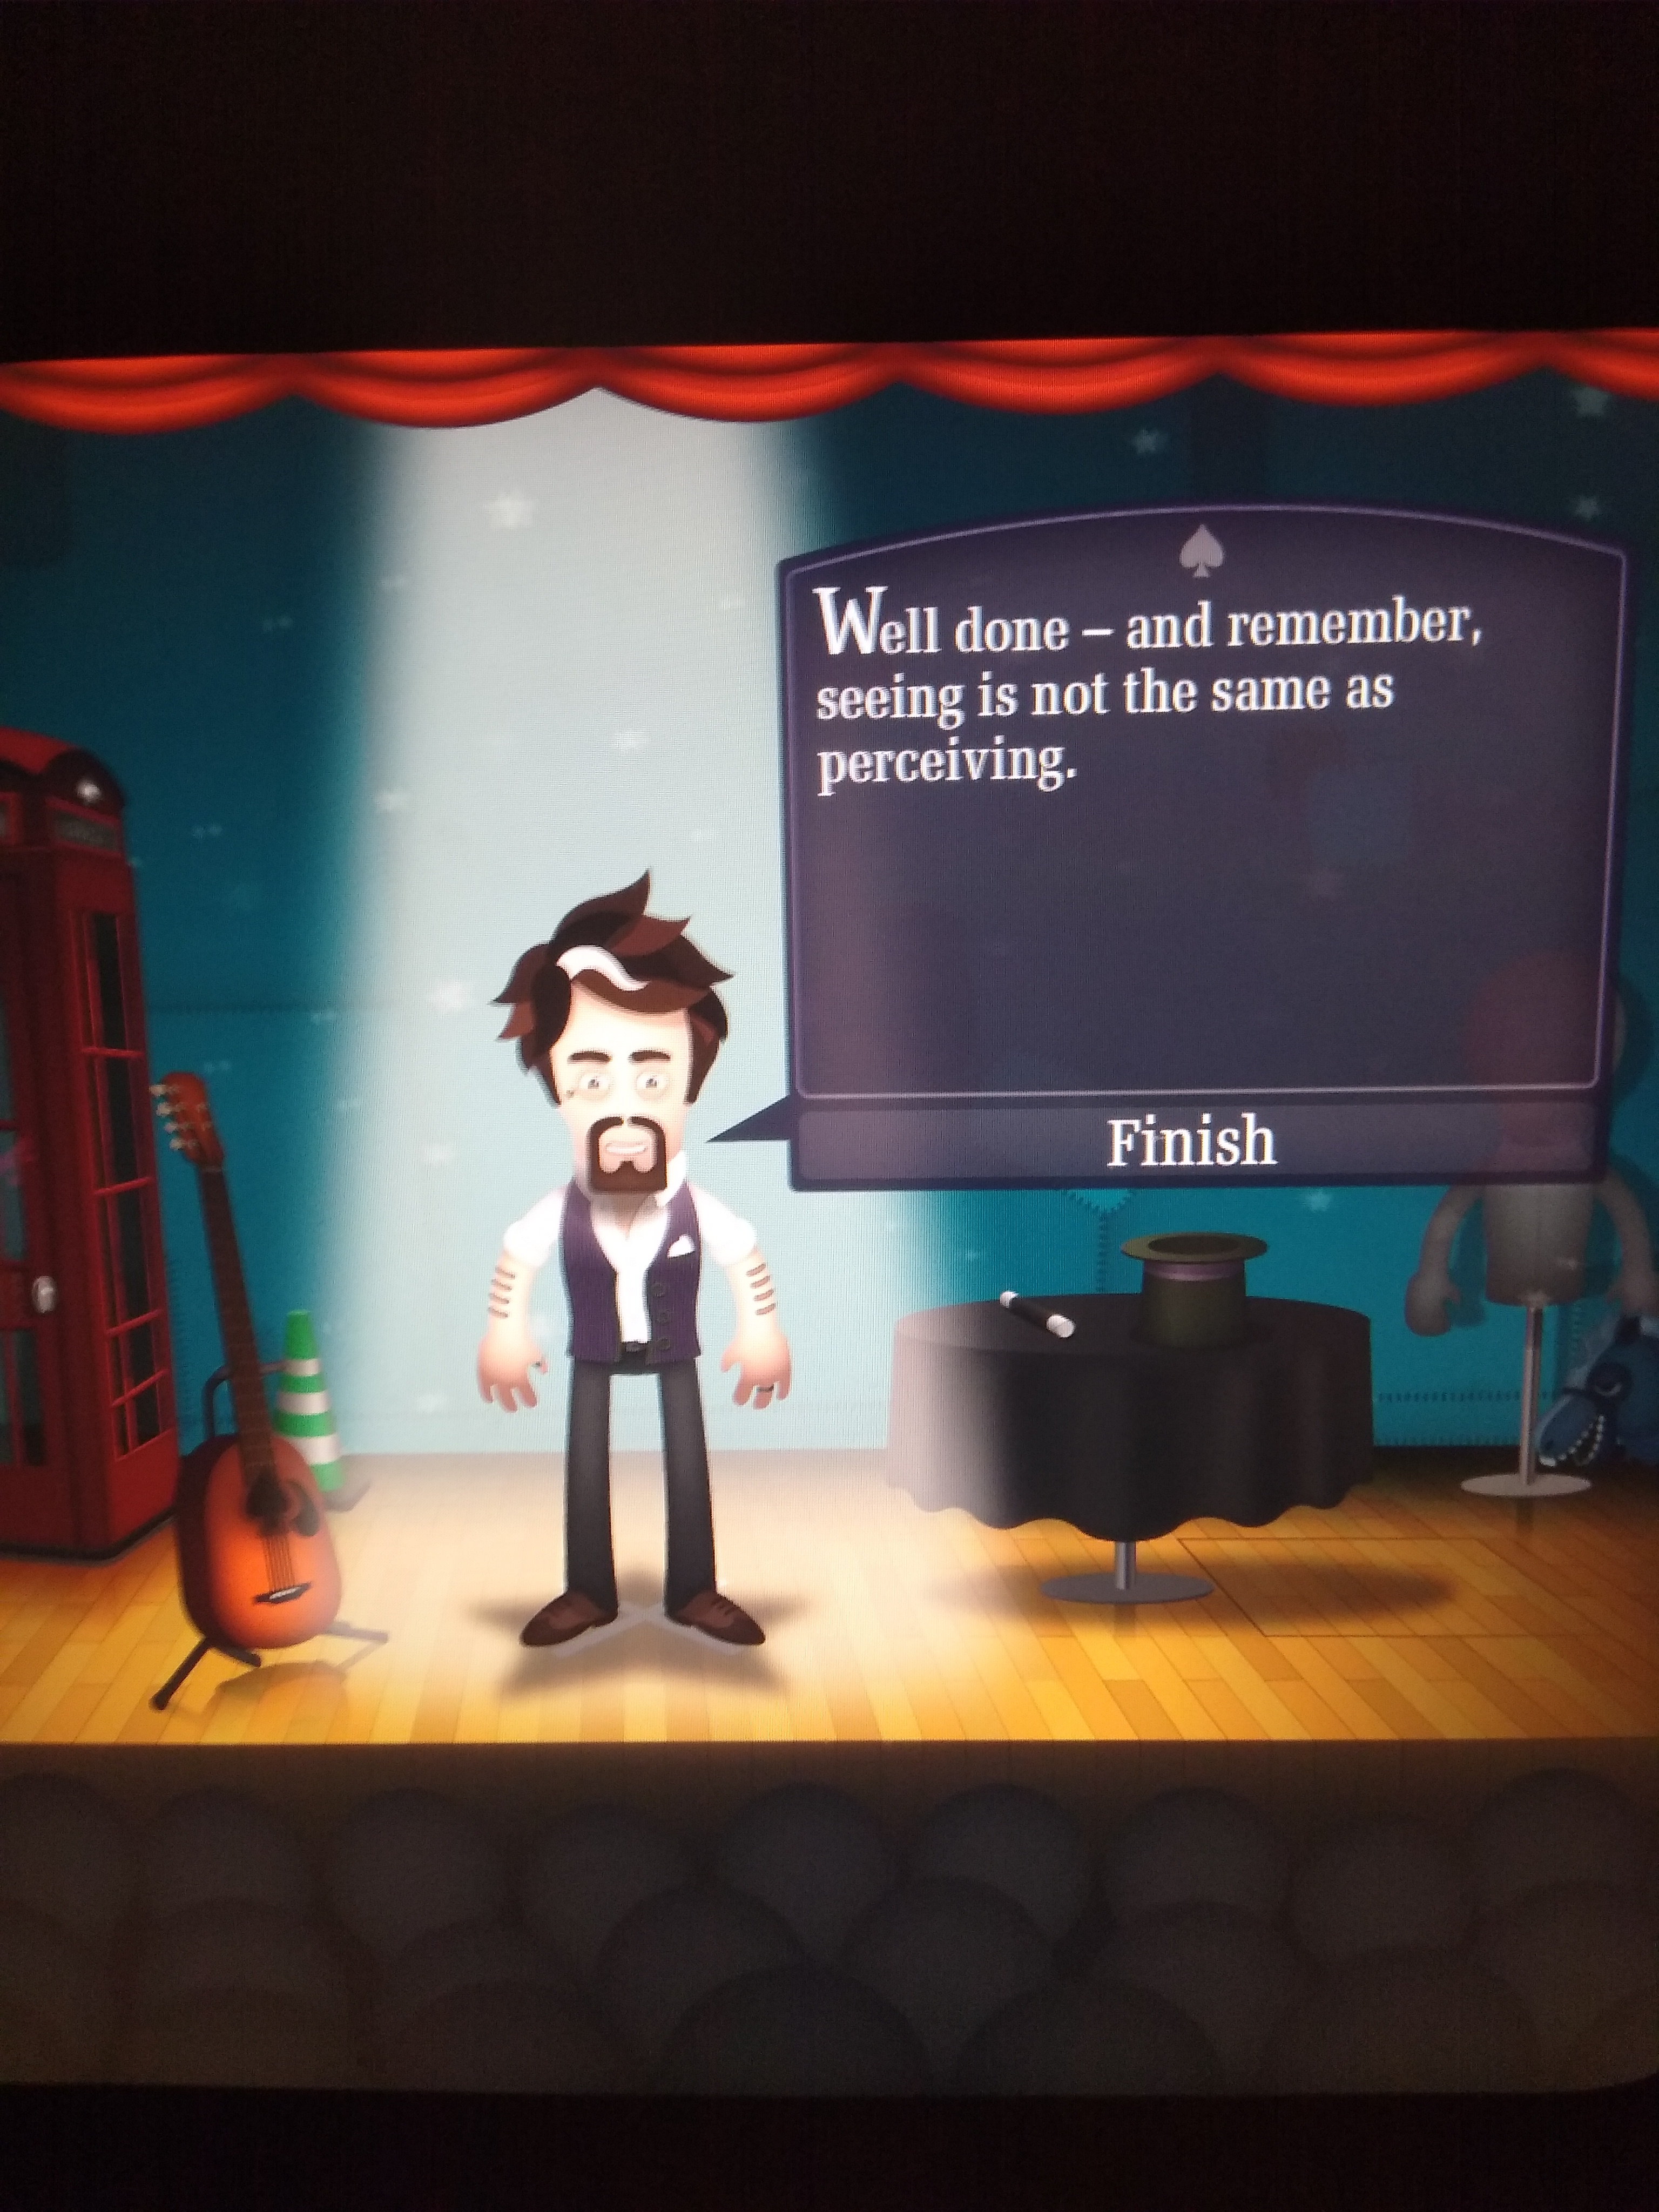 Well done – and remember,
seeing is not the same as
perceiving.
Finish